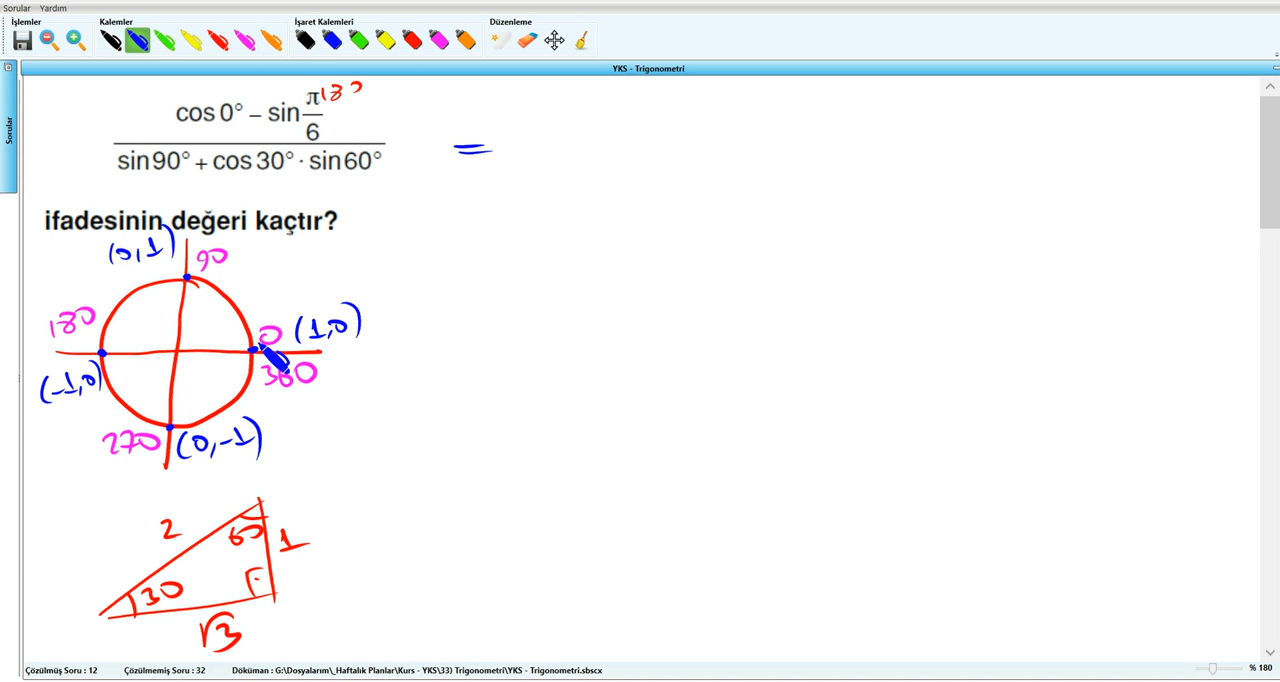 Sorular Yardım
İşlemler Kalemler İşaret Kalemleri Düzenleme
YKS - Trigonometri
Sorular
cos 0° – sin π/6 180
sin 90° + cos 30° · sin 60°
=
ifadesinin değeri kaçtır?
(0,1) 90
180 0 (1,0)
(-1,0) 360
270 (0,-1)
2 60 1
30
√3
Çözülmüş Soru : 12 Çözülmemiş Soru : 32 Döküman : G:\Dosyalarım\_Haftalık Planlar\Kurs - YKS\33) Trigonometri\YKS - Trigonometri.sbscx % 180